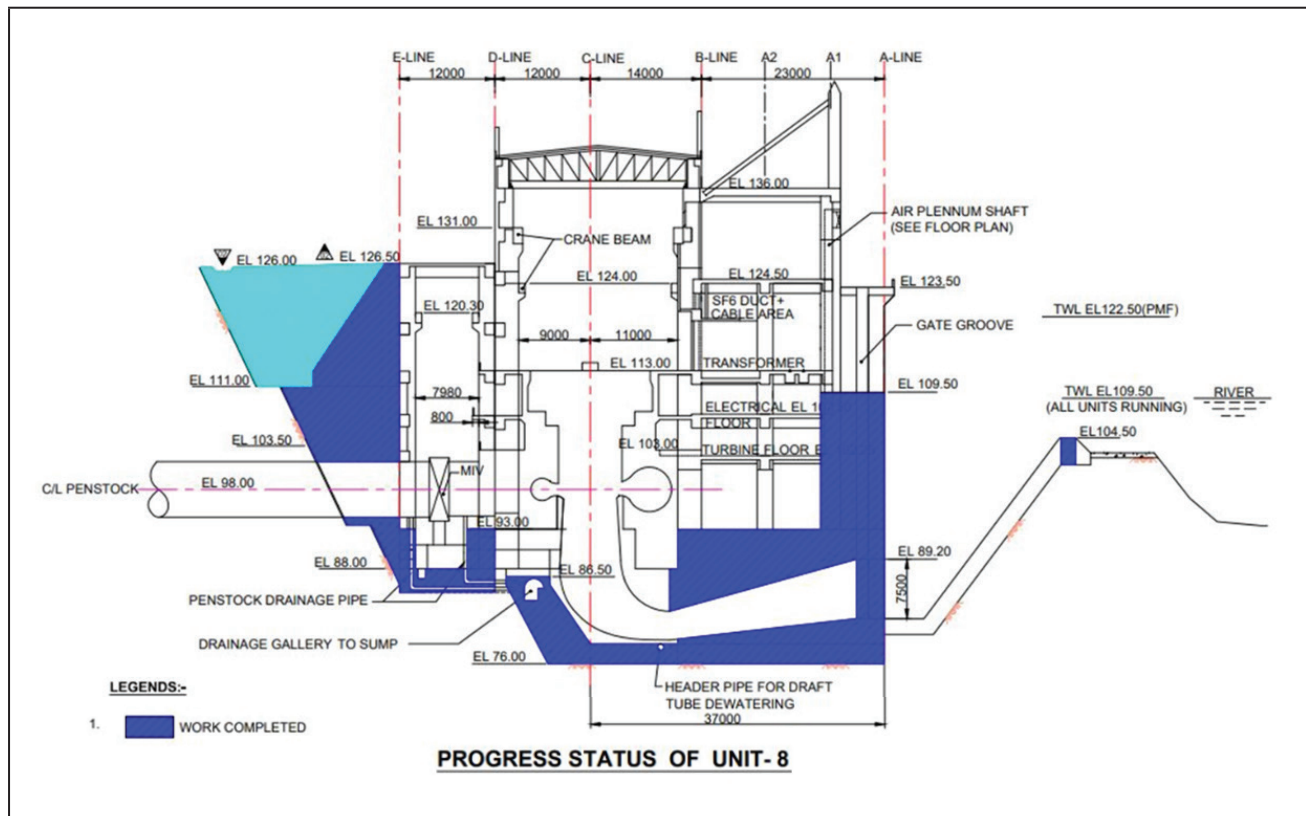 E-LINE D-LINE C-LINE B-LINE A2 A1 A-LINE
12000 12000 14000 23000
EL 136.00
AIR PLENNUM SHAFT
(SEE FLOOR PLAN)
EL 131.00
CRANE BEAM
EL 126.00 EL 126.50
EL 124.00
EL 124.50
EL 123.50
SF6 DUCT+
CABLE AREA
EL 120.30
TWL EL122.50(PMF)
GATE GROOVE
9000 11000
EL 113.00
TRANSFORMER
EL 111.00
EL 109.50
7980
TWL EL109.50
(ALL UNITS RUNNING)
RIVER
800
ELECTRICAL EL
FLOOR
EL104.50
EL 103.50
EL 103.00
TURBINE FLOOR
MIV
C/L PENSTOCK
EL 98.00
EL 93.00
EL 89.20
EL 88.00
EL 86.50
7500
PENSTOCK DRAINAGE PIPE
DRAINAGE GALLERY TO SUMP
EL 76.00
HEADER PIPE FOR DRAFT
TUBE DEWATERING
37000
LEGENDS:-
1. WORK COMPLETED
PROGRESS STATUS OF UNIT- 8